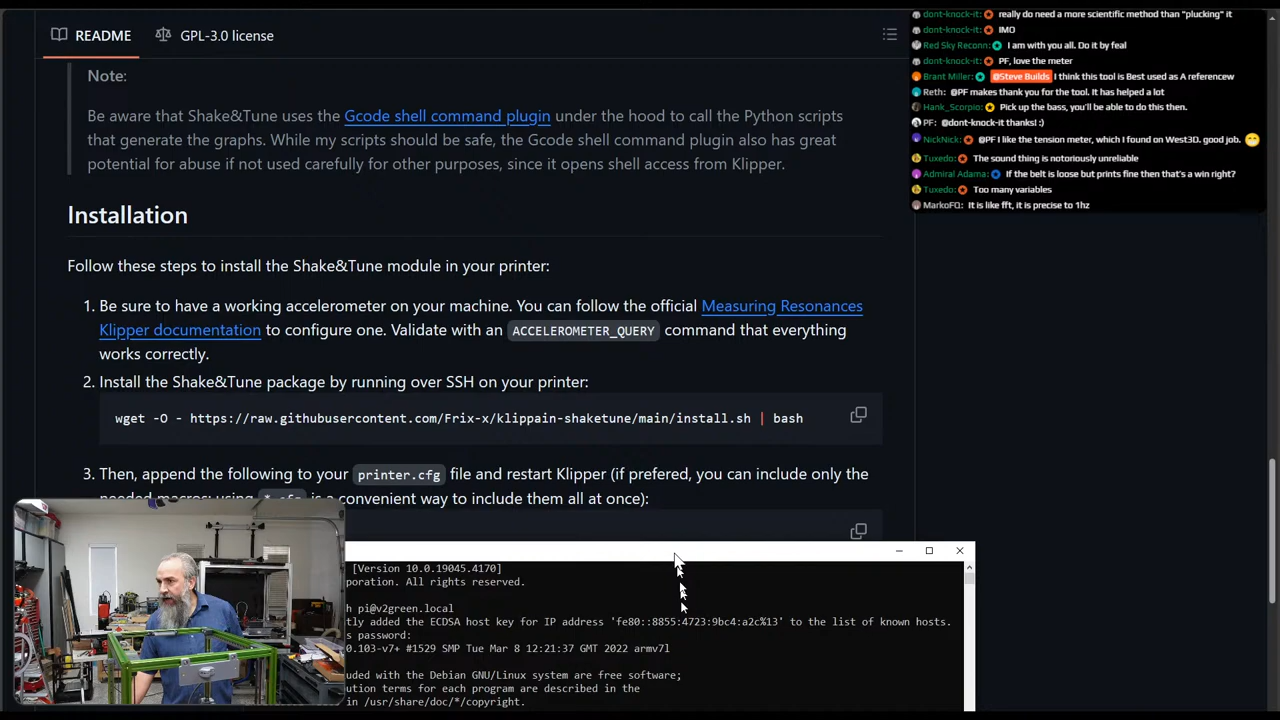 README
GPL-3.0 license
Note:
Be aware that Shake&Tune uses the Gcode shell command plugin under the hood to call the Python scripts
that generate the graphs. While my scripts should be safe, the Gcode shell command plugin also has great
potential for abuse if not used carefully for other purposes, since it opens shell access from Klipper.
Installation
Follow these steps to install the Shake&Tune module in your printer:
1. Be sure to have a working accelerometer on your machine. You can follow the official Measuring Resonances
Klipper documentation to configure one. Validate with an ACCELEROMETER_QUERY command that everything
works correctly.
2. Install the Shake&Tune package by running over SSH on your printer:
wget -O - https://raw.githubusercontent.com/Frix-x/klippain-shaketune/main/install.sh | bash
3. Then, append the following to your printer.cfg file and restart Klipper (if prefered, you can include only the
needed macros: using *.cfg is a convenient way to include them all at once):
dont-knock-it: really do need a more scientific method than "plucking" it
dont-knock-it: IMO
Red Sky Reconn: I am with you all. Do it by feal
dont-knock-it: PF, love the meter
Brant Miller: @Steve Builds I think this tool is Best used as A referencew
Reth: @PF makes thank you for the tool. It has helped a lot
Hank_Scorpio: Pick up the bass, you'll be able to do this then.
PF: @dont-knock-it thanks! :)
NickNick: @PF I like the tension meter, which I found on West3D. good job.
Tuxedo: The sound thing is notoriously unreliable
Admiral Adama: If the belt is loose but prints fine then that's a win right?
Tuxedo: Too many variables
MarkoFQ: It is like fft, it is precise to 1hz
[Version 10.0.19045.4170]
poration. All rights reserved.
h pi@v2green.local
tly added the ECDSA host key for IP address 'fe80::8855:4723:9bc4:a2c%13' to the list of known hosts.
s password:
0.103-v7+ #1529 SMP Tue Mar 8 12:21:37 GMT 2022 armv7l
uded with the Debian GNU/Linux system are free software;
ution terms for each program are described in the
in /usr/share/doc/*/copyright.